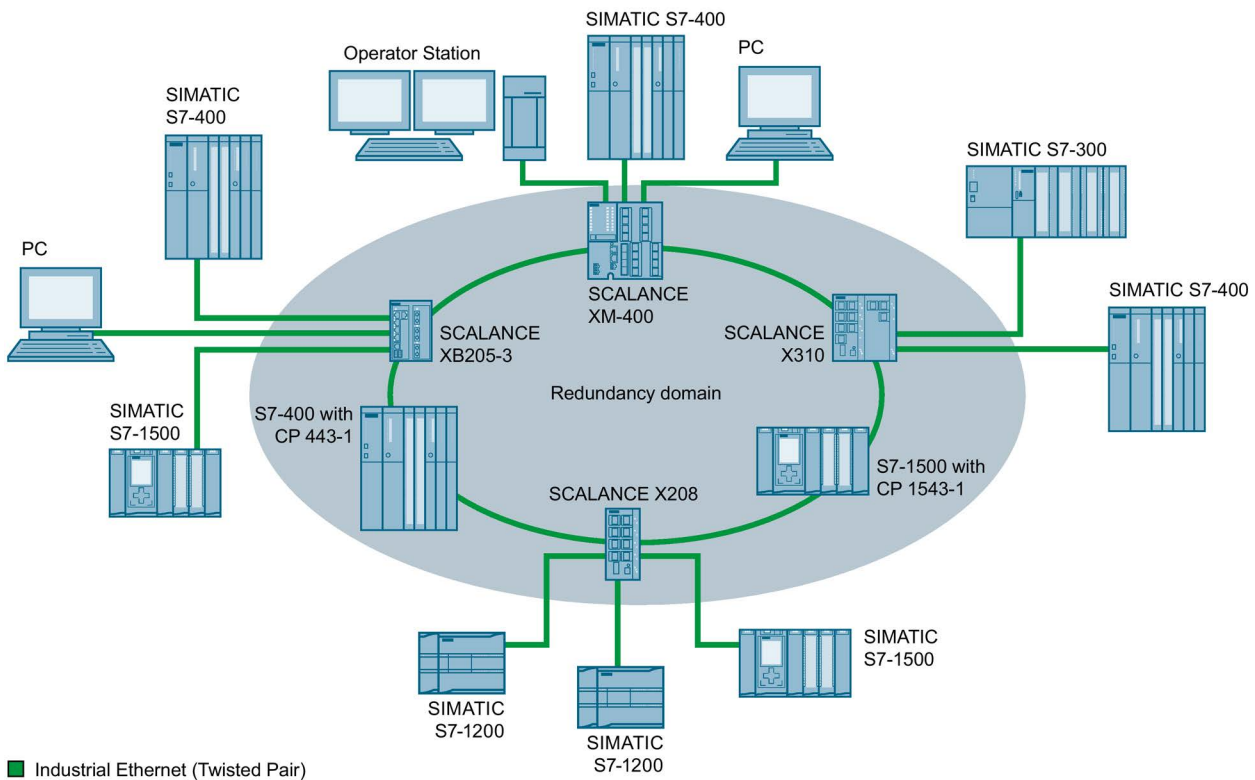 SIMATIC S7-400
Operator Station
PC
SIMATIC
S7-400
SIMATIC S7-300
PC
SCALANCE
XM-400
SIMATIC S7-400
SCALANCE
XB205-3
SCALANCE
X310
Redundancy domain
SIMATIC
S7-1500
S7-400 with
CP 443-1
S7-1500 with
CP 1543-1
SCALANCE X208
SIMATIC
S7-1500
SIMATIC
S7-1200
SIMATIC
S7-1200
Industrial Ethernet (Twisted Pair)